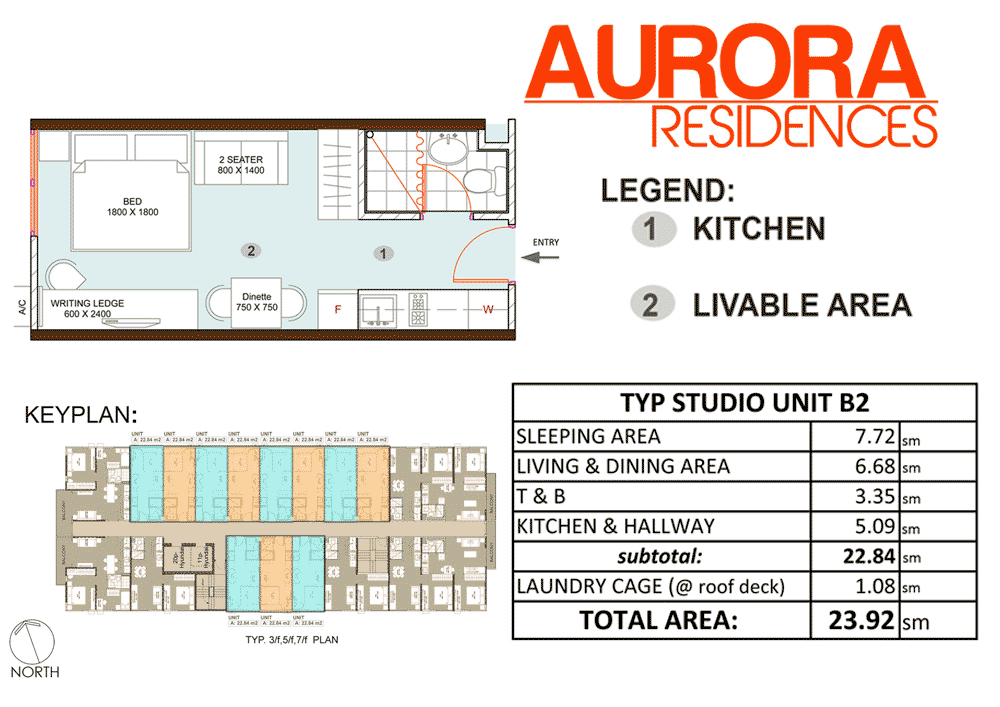 AURORA
RESIDENCES
LEGEND:
1 KITCHEN
2 LIVABLE AREA
2 SEATER
800 X 1400
BED
1800 X 1800
2
1
ENTRY
A/C
WRITING LEDGE
600 X 2400
Dinette
750 X 750
F
W
KEYPLAN:
UNIT UNIT UNIT UNIT UNIT UNIT UNIT UNIT
A: 22.84 m2 A: 22.84 m2 A: 22.84 m2 A: 22.84 m2 A: 22.84 m2 A: 22.84 m2 A: 22.84 m2 A: 22.84 m2
BALCONY
BALCONY
BALCONY
BALCONY
20p-
Hyundai
11p-
Hyundai
UNIT UNIT UNIT
A: 22.84 m2 A: 22.84 m2 A: 22.84 m2
TYP. 3/f,5/f,7/f PLAN
NORTH
TYP STUDIO UNIT B2
SLEEPING AREA 7.72 sm
LIVING & DINING AREA 6.68 sm
T & B 3.35 sm
KITCHEN & HALLWAY 5.09 sm
subtotal: 22.84 sm
LAUNDRY CAGE (@ roof deck) 1.08 sm
TOTAL AREA: 23.92 sm